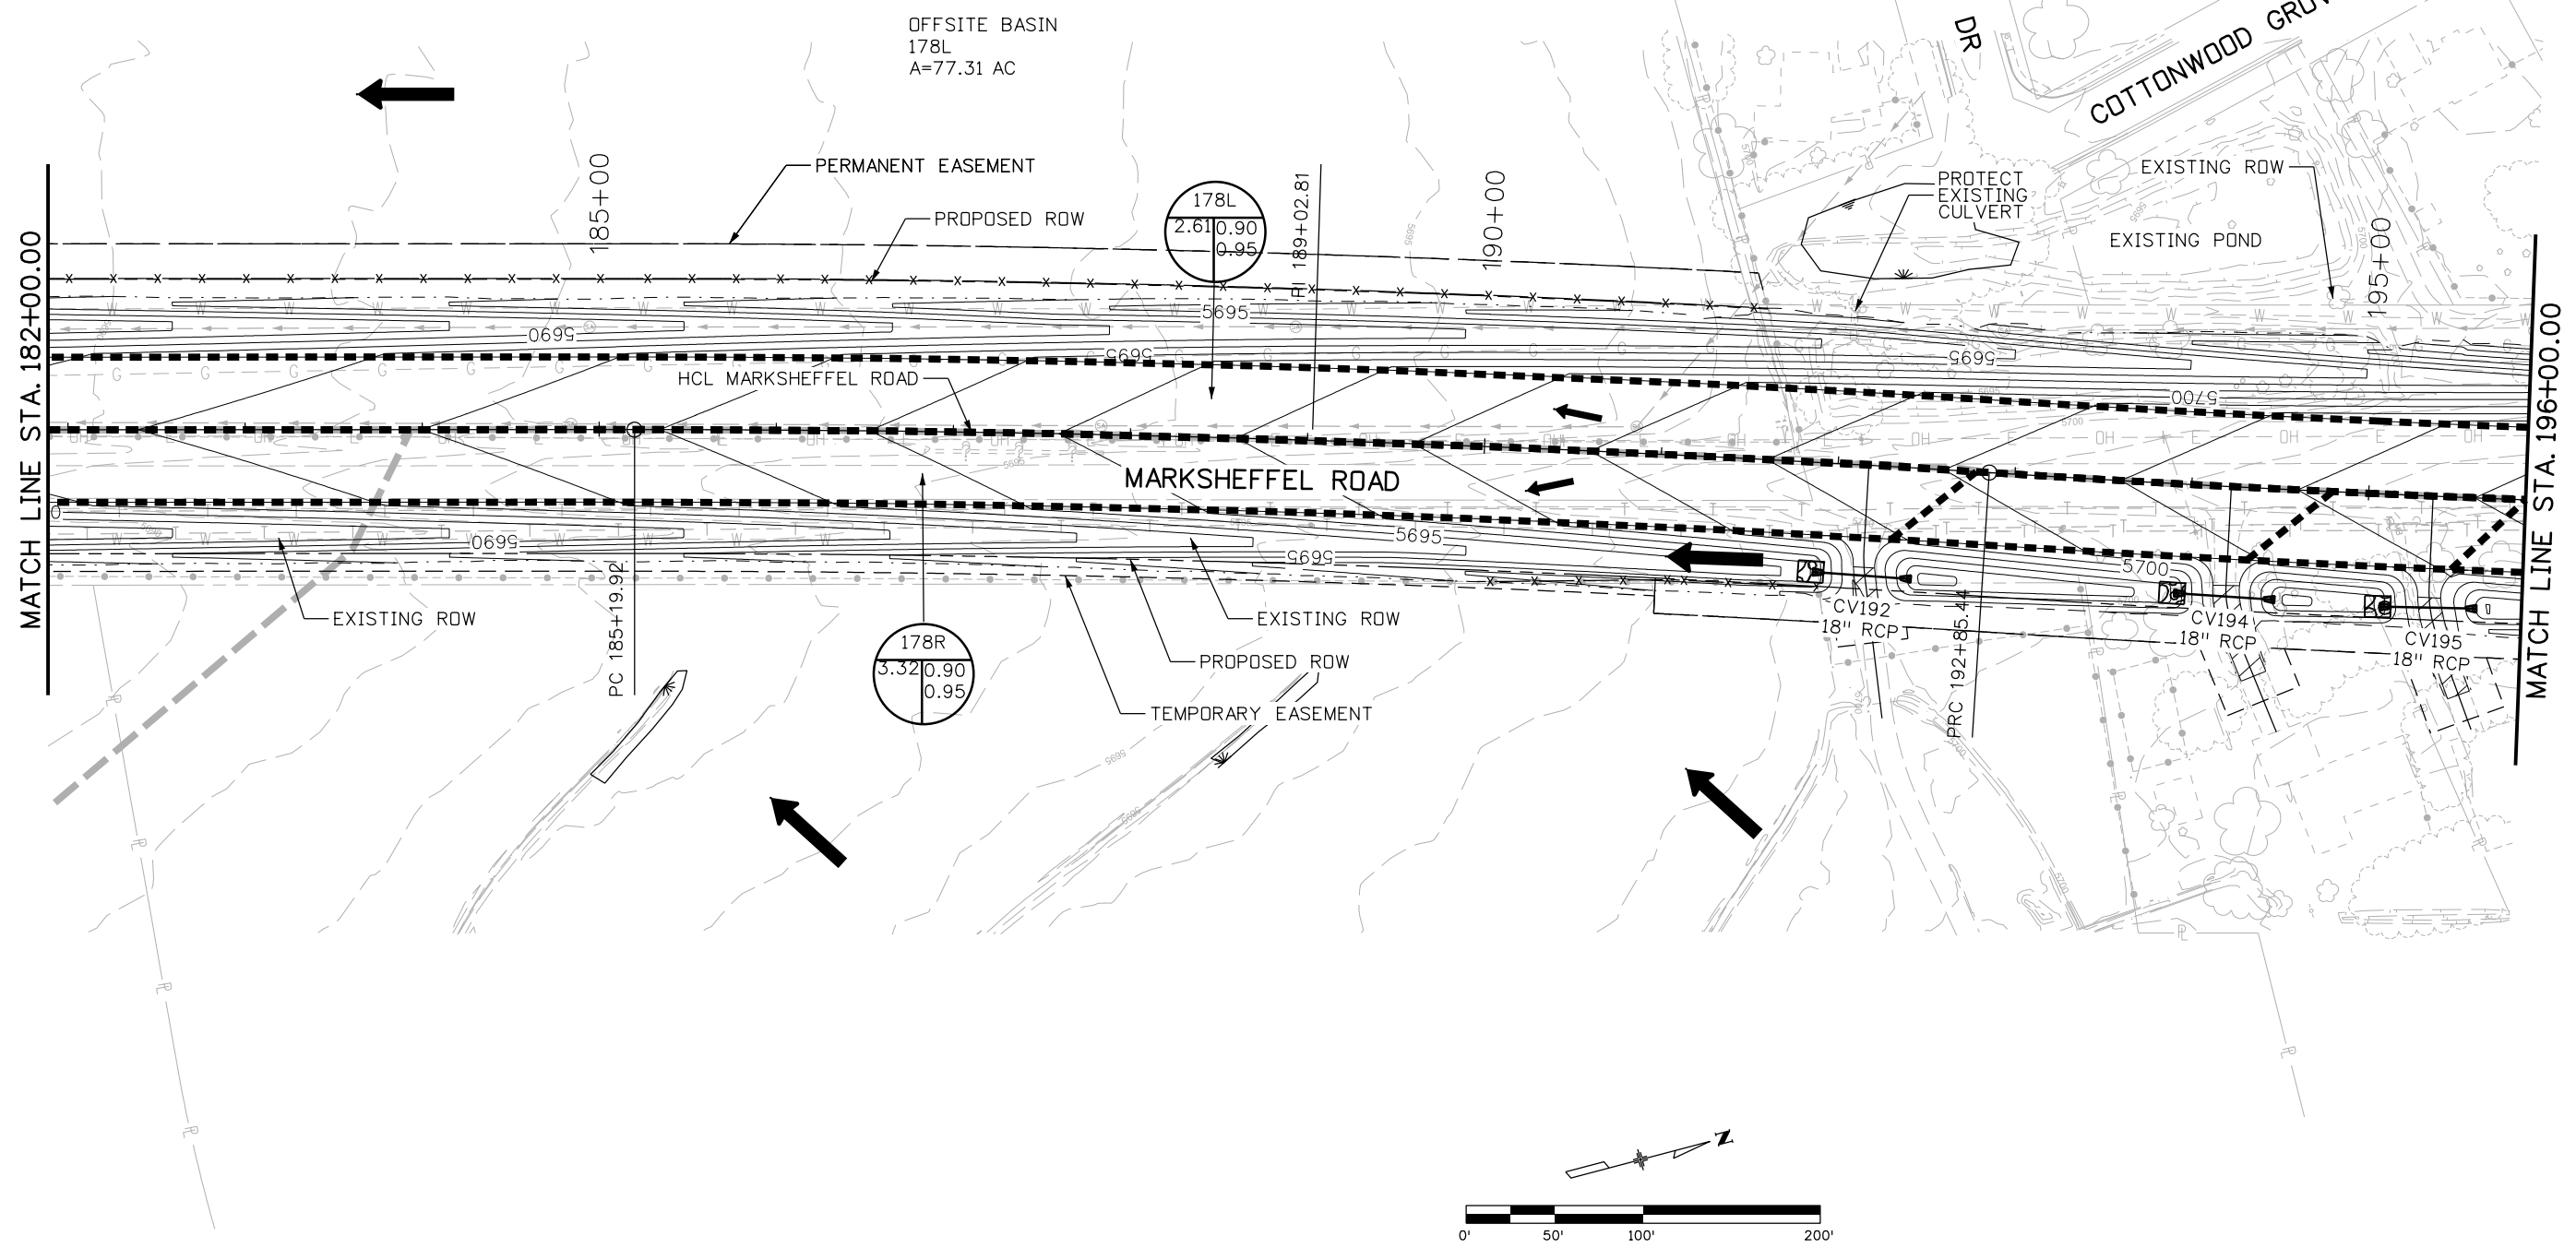 OFFSITE BASIN
178L
A=77.31 AC
DR
PERMANENT EASEMENT
PROPOSED ROW
185+00
178L
2.61 0.90
0.95
PI 189+02.81
190+00
PROTECT
EXISTING
CULVERT
EXISTING ROW
EXISTING POND
195+00
MATCH LINE STA. 182+00.00
MATCH LINE STA. 196+00.00
5690
5695
5695
5695
5700
HCL MARKSHEFFEL ROAD
MARKSHEFFEL ROAD
5690
5695
5695
5700
EXISTING ROW
PC 185+19.92
178R
3.32 0.90
0.95
EXISTING ROW
PROPOSED ROW
TEMPORARY EASEMENT
CV192
18" RCP
PRC 192+85.44
CV194
18" RCP
CV195
18" RCP
N
0' 50' 100' 200'